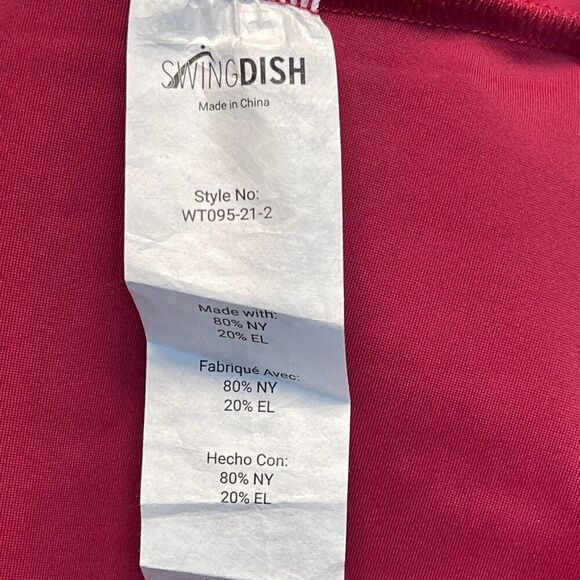 SWINGDISH
Made in China
Style No:
WT095-21-2
Made with:
80% NY
20% EL
Fabriqué Avec:
80% NY
20% EL
Hecho Con:
80% NY
20% EL